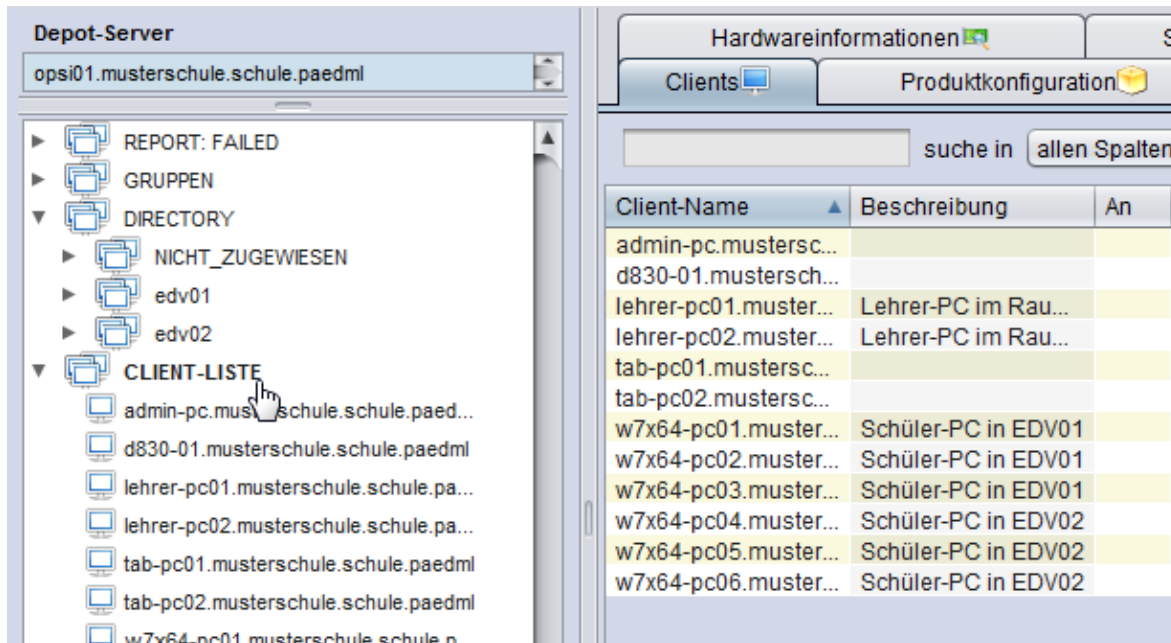 Depot-Server
opsi01.musterschule.schule.paedml
REPORT: FAILED
GRUPPEN
DIRECTORY
NICHT_ZUGEWIESEN
edv01
edv02
CLIENT-LISTE
admin-pc.musterschule.schule.paed...
d830-01.musterschule.schule.paedml
lehrer-pc01.musterschule.schule.pa...
lehrer-pc02.musterschule.schule.pa...
tab-pc01.musterschule.schule.paedml
tab-pc02.musterschule.schule.paedml
w7x64-pc01.musterschule.schule.p...
Hardwareinformationen
Clients Produktkonfiguration
suche in allen Spalten
Client-Name Beschreibung An
admin-pc.mustersc...
d830-01.mustersch...
lehrer-pc01.muster... Lehrer-PC im Rau...
lehrer-pc02.muster... Lehrer-PC im Rau...
tab-pc01.mustersc...
tab-pc02.mustersc...
w7x64-pc01.muster... Schüler-PC in EDV01
w7x64-pc02.muster... Schüler-PC in EDV01
w7x64-pc03.muster... Schüler-PC in EDV01
w7x64-pc04.muster... Schüler-PC in EDV02
w7x64-pc05.muster... Schüler-PC in EDV02
w7x64-pc06.muster... Schüler-PC in EDV02